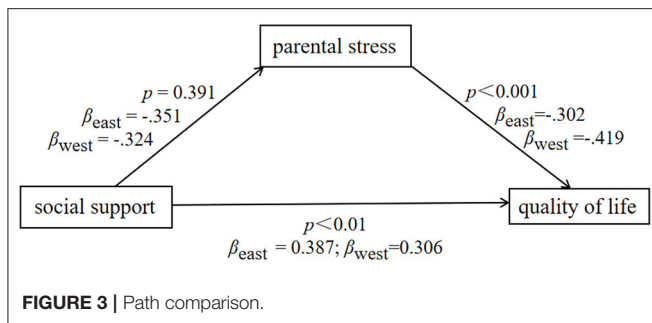 parental stress
p = 0.391
βeast = -.351
βwest = -.324
p<0.001
βeast=-.302
βwest=-.419
social support
quality of life
p<0.01
βeast = 0.387; βwest=0.306
FIGURE 3 | Path comparison.